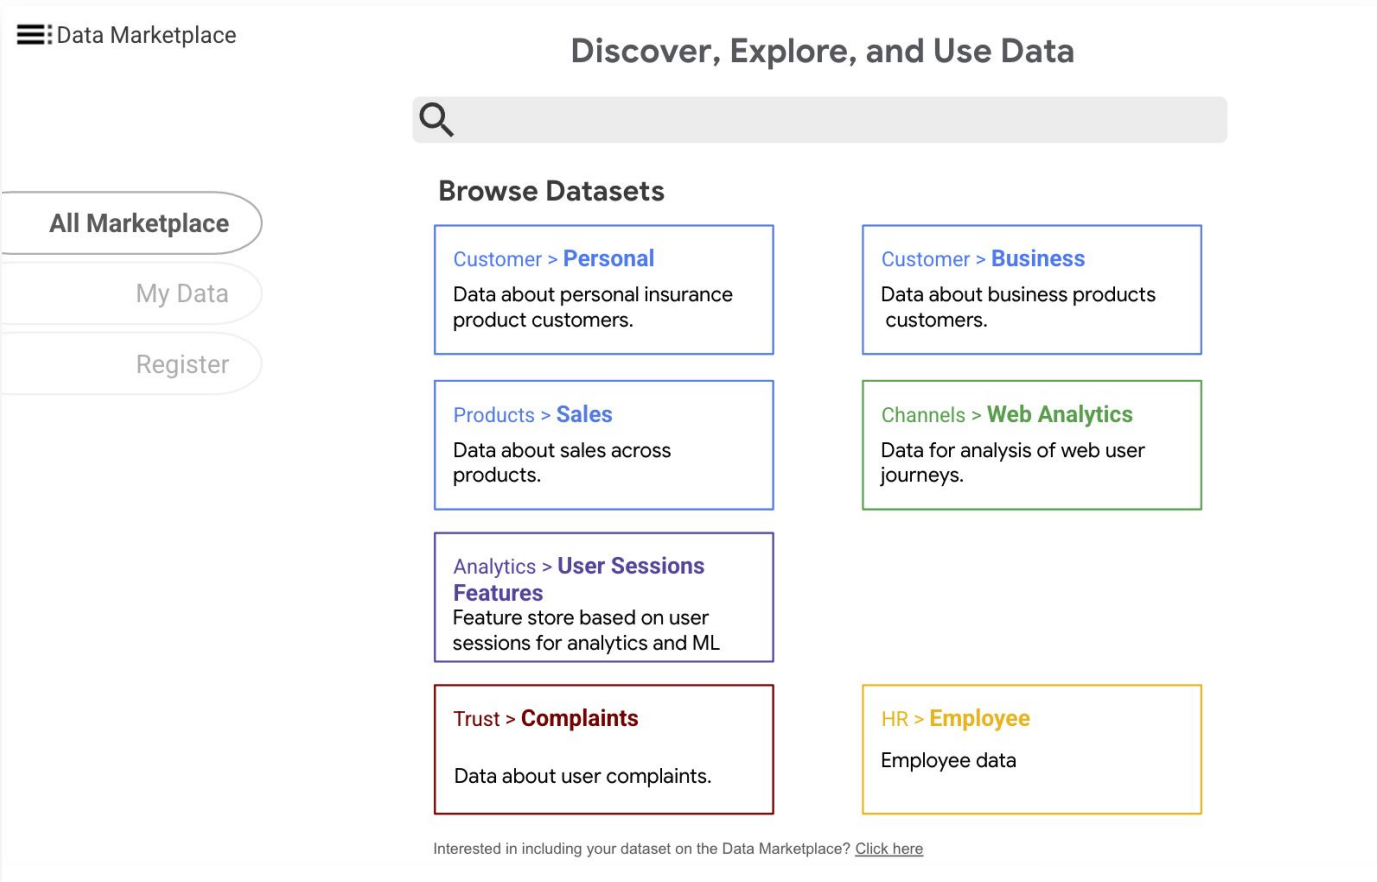 Data Marketplace
Discover, Explore, and Use Data
All Marketplace
My Data
Register
Browse Datasets
Customer > Personal
Data about personal insurance
product customers.
Customer > Business
Data about business products
customers.
Products > Sales
Data about sales across
products.
Channels > Web Analytics
Data for analysis of web user
journeys.
Analytics > User Sessions
Features
Feature store based on user
sessions for analytics and ML
Trust > Complaints
Data about user complaints.
HR > Employee
Employee data
Interested in including your dataset on the Data Marketplace? Click here